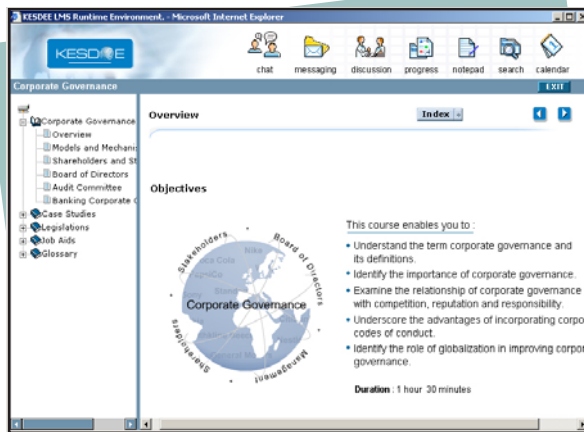 KESDEE LMS Runtime Environment. - Microsoft Internet Explorer
KESDEE
chat messaging discussion progress notepad search calendar
Corporate Governance
EXIT
Corporate Governance
Overview
Models and Mechanis
Shareholders and St
Board of Directors
Audit Committee
Banking Corporate G
Case Studies
Legislations
Job Aids
Glossary
Overview
Index
Objectives
Stakeholders
Board of Directors
Management
Shareholders
Nike
Corporate Governance
General Motors
This course enables you to :
Understand the term corporate governance and
its definitions.
Identify the importance of corporate governance.
Examine the relationship of corporate governance
with competition, reputation and responsibility.
Underscore the advantages of incorporating corpo
codes of conduct.
Identify the role of globalization in improving corpor
governance.
Duration : 1 hour 30 minutes